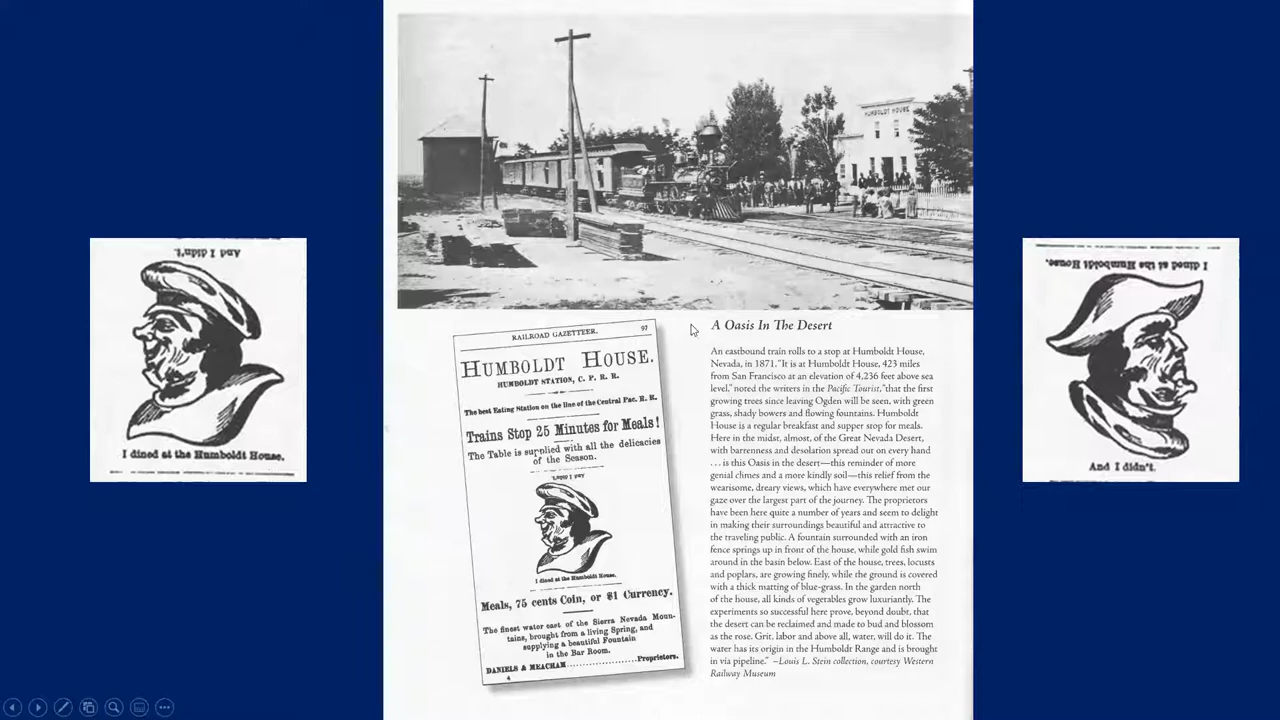 And I didn't.
I dined at the Humboldt House.
HUMBOLDT HOUSE
RAILROAD GAZETTEER. 97
HUMBOLDT HOUSE.
HUMBOLDT STATION, C. P. R. R.
The best Eating Station on the line of the Central Pac. R. R.
Trains Stop 25 Minutes for Meals!
The Table is supplied with all the delicacies
of the Season.
And I didn't.
I dined at the Humboldt House.
Meals, 75 cents Coin, or $1 Currency.
The finest water east of the Sierra Nevada Moun-
tains, brought from a living Spring, and
supplying a beautiful Fountain
in the Bar Room.
DANIELS & MEACHAM..................Proprietors.
4
A Oasis In The Desert
An eastbound train rolls to a stop at Humboldt House,
Nevada, in 1871. "It is at Humboldt House, 423 miles
from San Francisco at an elevation of 4,236 feet above sea
level," noted the writers in the Pacific Tourist, "that the first
growing trees since leaving Ogden will be seen, with green
grass, shady bowers and flowing fountains. Humboldt
House is a regular breakfast and supper stop for meals.
Here in the midst, almost, of the Great Nevada Desert,
with barrenness and desolation spread out on every hand
. . . is this Oasis in the desert—this reminder of more
genial climes and a more kindly soil—this relief from the
wearisome, dreary views, which have everywhere met our
gaze over the largest part of the journey. The proprietors
have been here quite a number of years and seem to delight
in making their surroundings beautiful and attractive to
the traveling public. A fountain surrounded with an iron
fence springs up in front of the house, while gold fish swim
around in the basin below. East of the house, trees, locusts
and poplars, are growing finely, while the ground is covered
with a thick matting of blue-grass. In the garden north
of the house, all kinds of vegetables grow luxuriantly. The
experiments so successful here prove, beyond doubt, that
the desert can be reclaimed and made to bud and blossom
as the rose. Grit, labor and above all, water, will do it. The
water has its origin in the Humboldt Range and is brought
in via pipeline." –Louis L. Stein collection, courtesy Western
Railway Museum
I dined at the Humboldt House.
And I didn't.